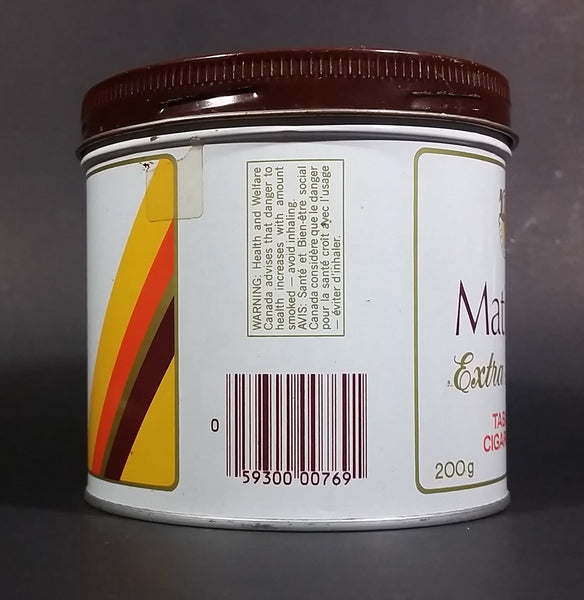 WARNING: Health and Welfare
Canada advises that danger to
health increases with amount
smoked — avoid inhaling.
AVIS: Santé et Bien-être social
Canada considère que le danger
pour la santé croît avec l'usage
— éviter d'inhaler.
0
59300 00769
Mat
Extra
TAB
CIGAR
200g